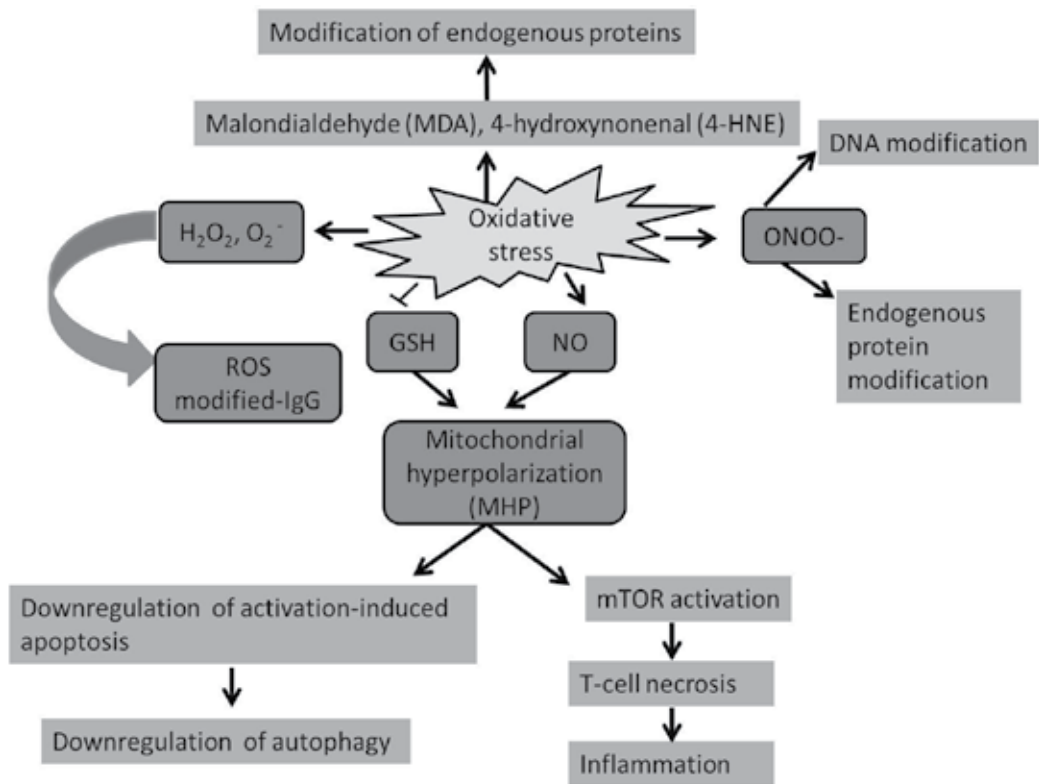 Modification of endogenous proteins
Malondialdehyde (MDA), 4-hydroxynonenal (4-HNE)
DNA modification
Oxidative
stress
H₂O₂, O₂⁻
ONOO-
GSH
NO
Endogenous
protein
modification
ROS
modified-IgG
Mitochondrial
hyperpolarization
(MHP)
Downregulation of activation-induced
apoptosis
mTOR activation
T-cell necrosis
Downregulation of autophagy
Inflammation